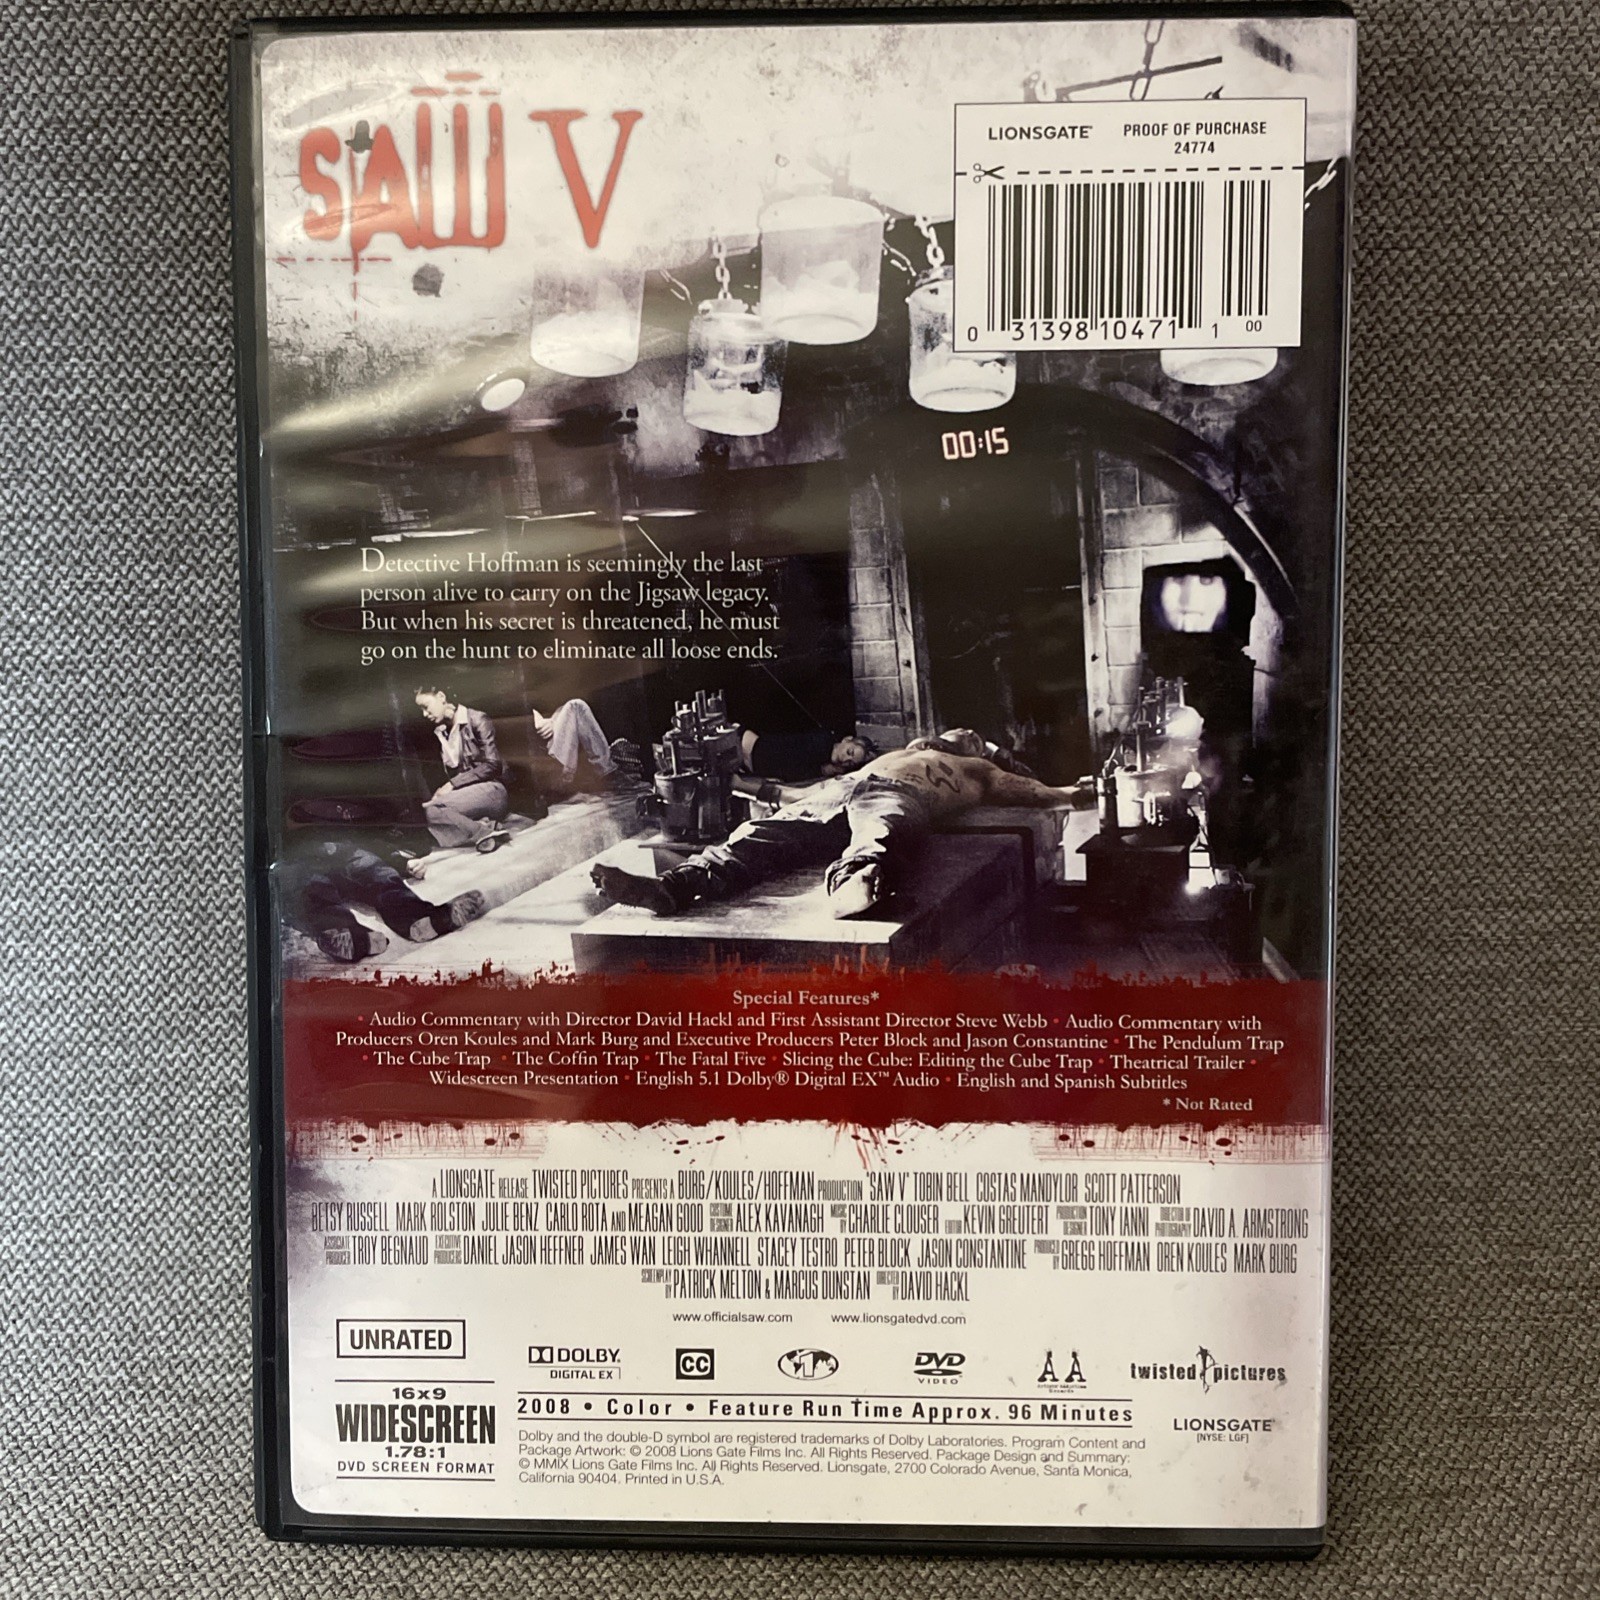 SAW V
LIONSGATE PROOF OF PURCHASE
24774
0 31398 10471 1 00
00:15
Detective Hoffman is seemingly the last
person alive to carry on the Jigsaw legacy.
But when his secret is threatened, he must
go on the hunt to eliminate all loose ends.
Special Features*
• Audio Commentary with Director David Hackl and First Assistant Director Steve Webb • Audio Commentary with
Producers Oren Koules and Mark Burg and Executive Producers Peter Block and Jason Constantine • The Pendulum Trap
• The Cube Trap • The Coffin Trap • The Fatal Five • Slicing the Cube: Editing the Cube Trap • Theatrical Trailer •
Widescreen Presentation • English 5.1 Dolby® Digital EX™ Audio • English and Spanish Subtitles
* Not Rated
A LIONSGATE RELEASE TWISTED PICTURES PRESENTS A BURG/KOULES/HOFFMAN PRODUCTION "SAW V" TOBIN BELL COSTAS MANDYLOR SCOTT PATTERSON
BETSY RUSSELL MARK ROLSTON JULIE BENZ CARLO ROTA AND MEAGAN GOOD COSTUME DESIGNER ALEX KAVANAGH MUSIC BY CHARLIE CLOUSER EDITOR KEVIN GREUTERT PRODUCTION DESIGNER TONY IANNI DIRECTOR OF PHOTOGRAPHY DAVID A. ARMSTRONG
ASSOCIATE PRODUCER TROY BEGNAUD EXECUTIVE PRODUCERS DANIEL JASON HEFFNER JAMES WAN LEIGH WHANNELL STACEY TESTRO PETER BLOCK JASON CONSTANTINE PRODUCED BY GREGG HOFFMAN OREN KOULES MARK BURG
SCREENPLAY BY PATRICK MELTON & MARCUS DUNSTAN DIRECTED BY DAVID HACKL
www.officialsaw.com www.lionsgatedvd.com
UNRATED
DOLBY DIGITAL EX CC 1 DVD VIDEO AA twisted pictures
16x9
WIDESCREEN
1.78:1
DVD SCREEN FORMAT
2008 • Color • Feature Run Time Approx. 96 Minutes
LIONSGATE
[NYSE: LGF]
Dolby and the double-D symbol are registered trademarks of Dolby Laboratories. Program Content and
Package Artwork: © 2008 Lions Gate Films Inc. All Rights Reserved. Package Design and Summary:
© MMIX Lions Gate Films Inc. All Rights Reserved. Lionsgate, 2700 Colorado Avenue, Santa Monica,
California 90404. Printed in U.S.A.